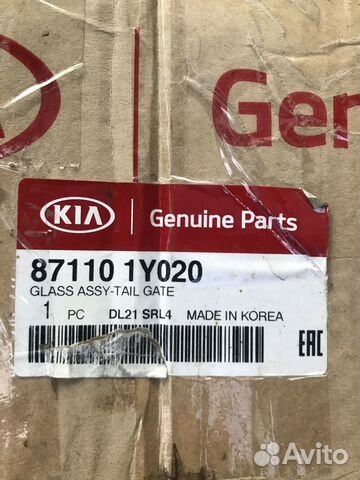 KIA
Gen
KIA Genuine Parts
87110 1Y020
GLASS ASSY-TAIL GATE
1 PC DL21 SRL4 MADE IN KOREA
EAC
Avito